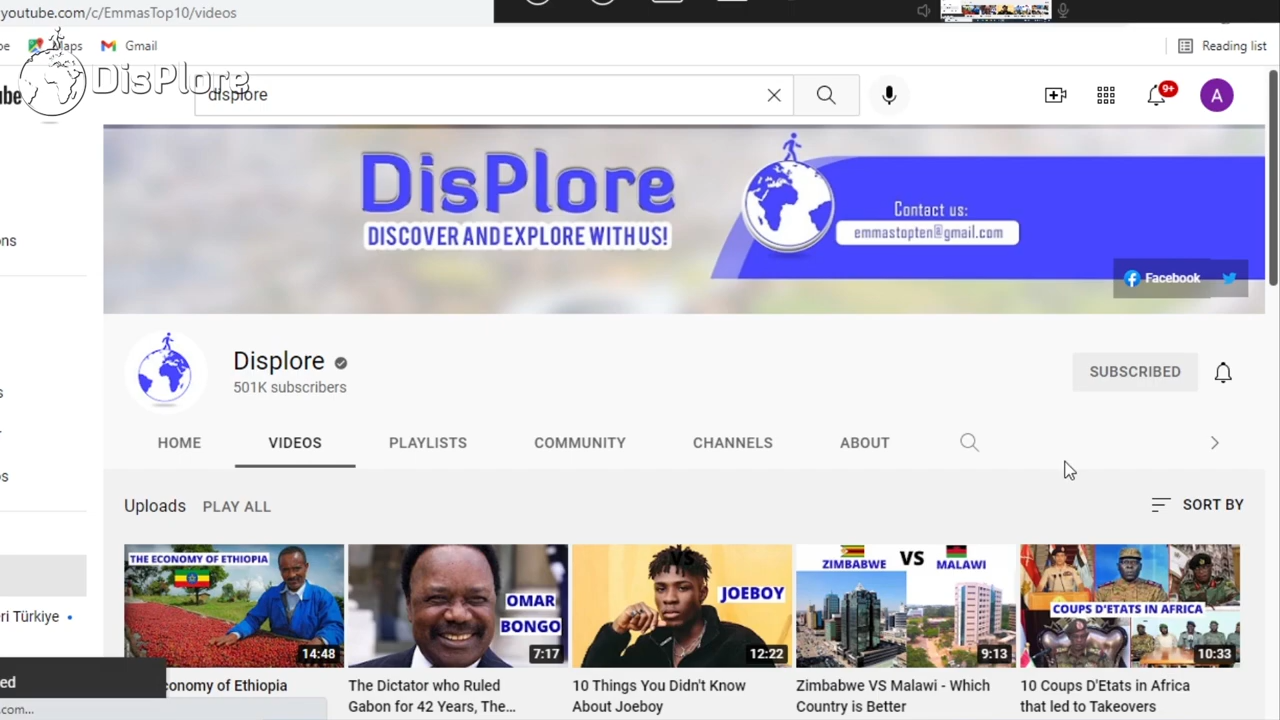 youtube.com/c/EmmasTop10/videos
Maps
Gmail
Reading list
DisPlore
displore
9+
A
DisPlore
DISCOVER AND EXPLORE WITH US!
Contact us:
emmastopten@gmail.com
Facebook
Displore
501K subscribers
SUBSCRIBED
HOME
VIDEOS
PLAYLISTS
COMMUNITY
CHANNELS
ABOUT
Uploads
PLAY ALL
SORT BY
THE ECONOMY OF ETHIOPIA
14:48
OMAR
BONGO
7:17
JOEBOY
12:22
ZIMBABWE VS MALAWI
9:13
COUPS D'ETATS IN AFRICA
10:33
conomy of Ethiopia
The Dictator who Ruled
Gabon for 42 Years, The...
10 Things You Didn't Know
About Joeboy
Zimbabwe VS Malawi - Which
Country is Better
10 Coups D'Etats in Africa
that led to Takeovers
ri Türkiye
ed
.com...